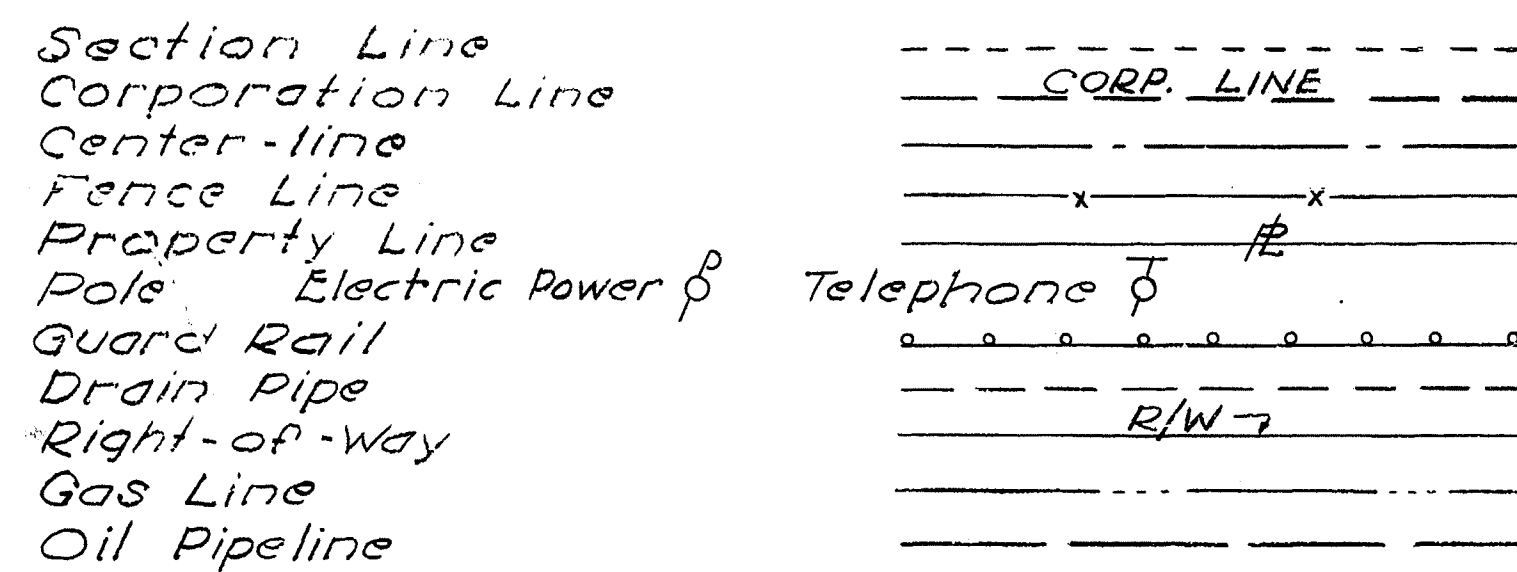 Section Line
CORP. LINE
Corporation Line
Center-line
Fence Line x x
Property Line PL
Pole Electric Power P Telephone T
Guard Rail
Drain Pipe
R/W
Right-of-Way
Gas Line
Oil Pipeline